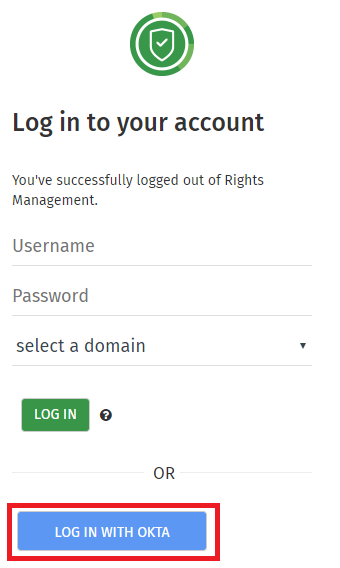 Log in to your account
You've successfully logged out of Rights
Management.
Username
Password
select a domain
LOG IN
OR
LOG IN WITH OKTA